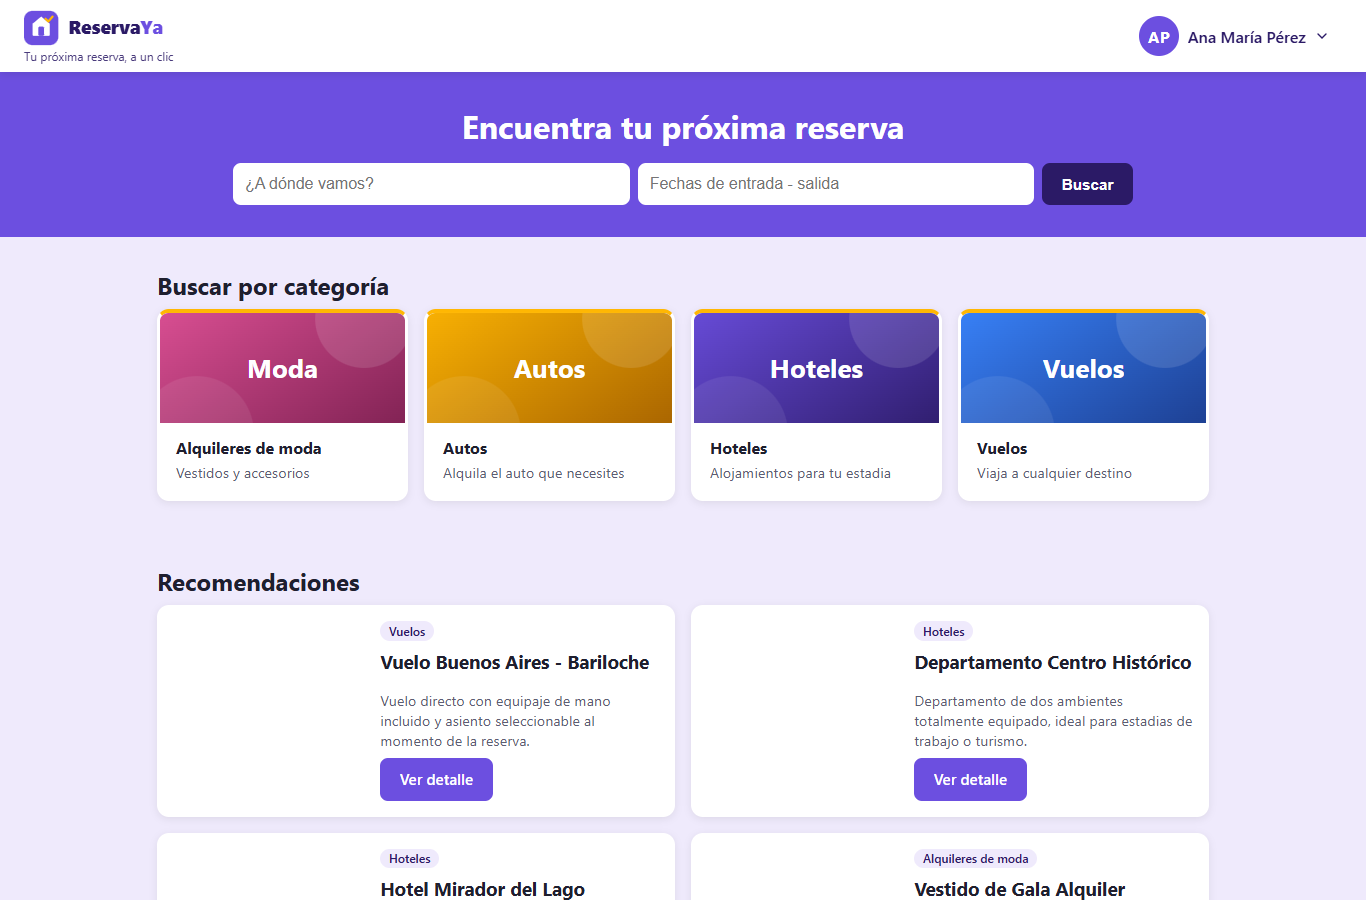 ReservaYa
Tu próxima reserva, a un clic
AP
Ana María Pérez
Encuentra tu próxima reserva
¿A dónde vamos?
Fechas de entrada - salida
Buscar
Buscar por categoría
Moda
Alquileres de moda
Vestidos y accesorios
Autos
Autos
Alquila el auto que necesites
Hoteles
Hoteles
Alojamientos para tu estadia
Vuelos
Vuelos
Viaja a cualquier destino
Recomendaciones
Vuelos
Vuelo Buenos Aires - Bariloche
Vuelo directo con equipaje de mano
incluido y asiento seleccionable al
momento de la reserva.
Ver detalle
Hoteles
Departamento Centro Histórico
Departamento de dos ambientes
totalmente equipado, ideal para estadias de
trabajo o turismo.
Ver detalle
Hoteles
Hotel Mirador del Lago
Alquileres de moda
Vestido de Gala Alquiler